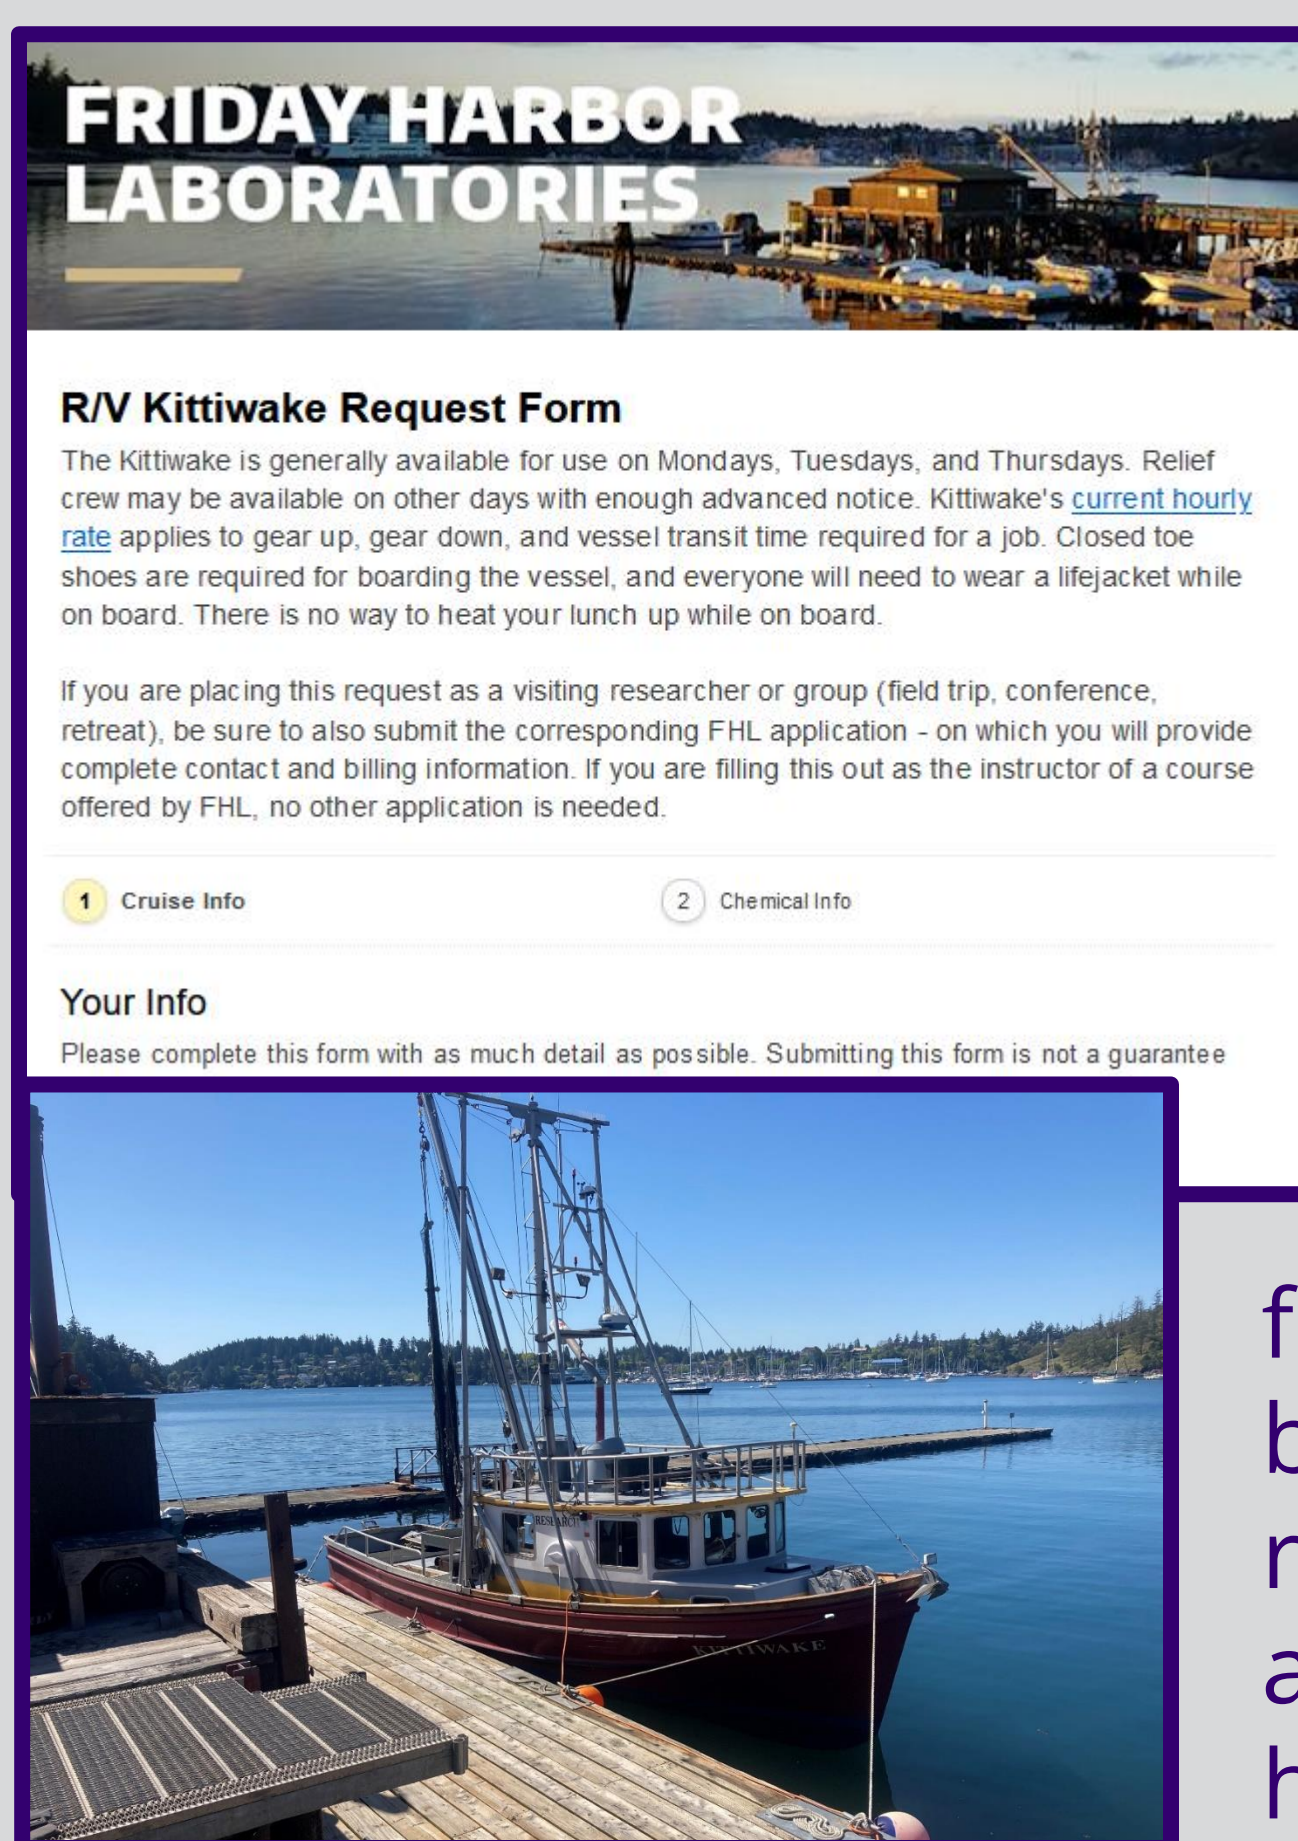 FRIDAY HARBOR
LABORATORIES
R/V Kittiwake Request Form
The Kittiwake is generally available for use on Mondays, Tuesdays, and Thursdays. Relief
crew may be available on other days with enough advanced notice. Kittiwake's current hourly
rate applies to gear up, gear down, and vessel transit time required for a job. Closed toe
shoes are required for boarding the vessel, and everyone will need to wear a lifejacket while
on board. There is no way to heat your lunch up while on board.
If you are placing this request as a visiting researcher or group (field trip, conference,
retreat), be sure to also submit the corresponding FHL application - on which you will provide
complete contact and billing information. If you are filling this out as the instructor of a course
offered by FHL, no other application is needed.
1 Cruise Info
2 Chemical Info
Your Info
Please complete this form with as much detail as possible. Submitting this form is not a guarantee
RESEARCH
KITTIWAKE